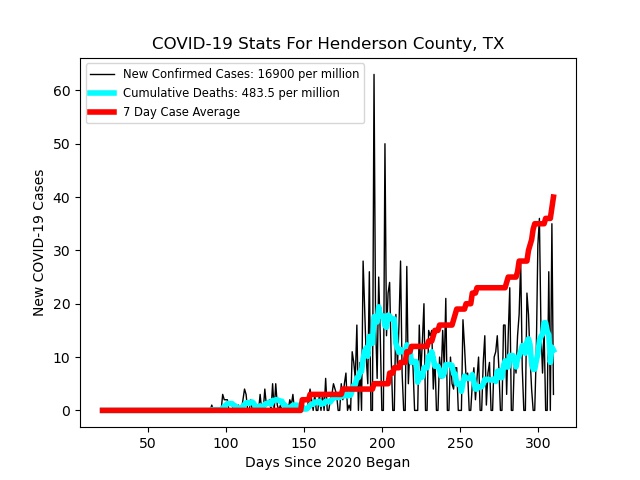 COVID-19 Stats For Henderson County, TX
New Confirmed Cases: 16900 per million
Cumulative Deaths: 483.5 per million
7 Day Case Average
New COVID-19 Cases
60
50
40
30
20
10
0
50 100 150 200 250 300
Days Since 2020 Began